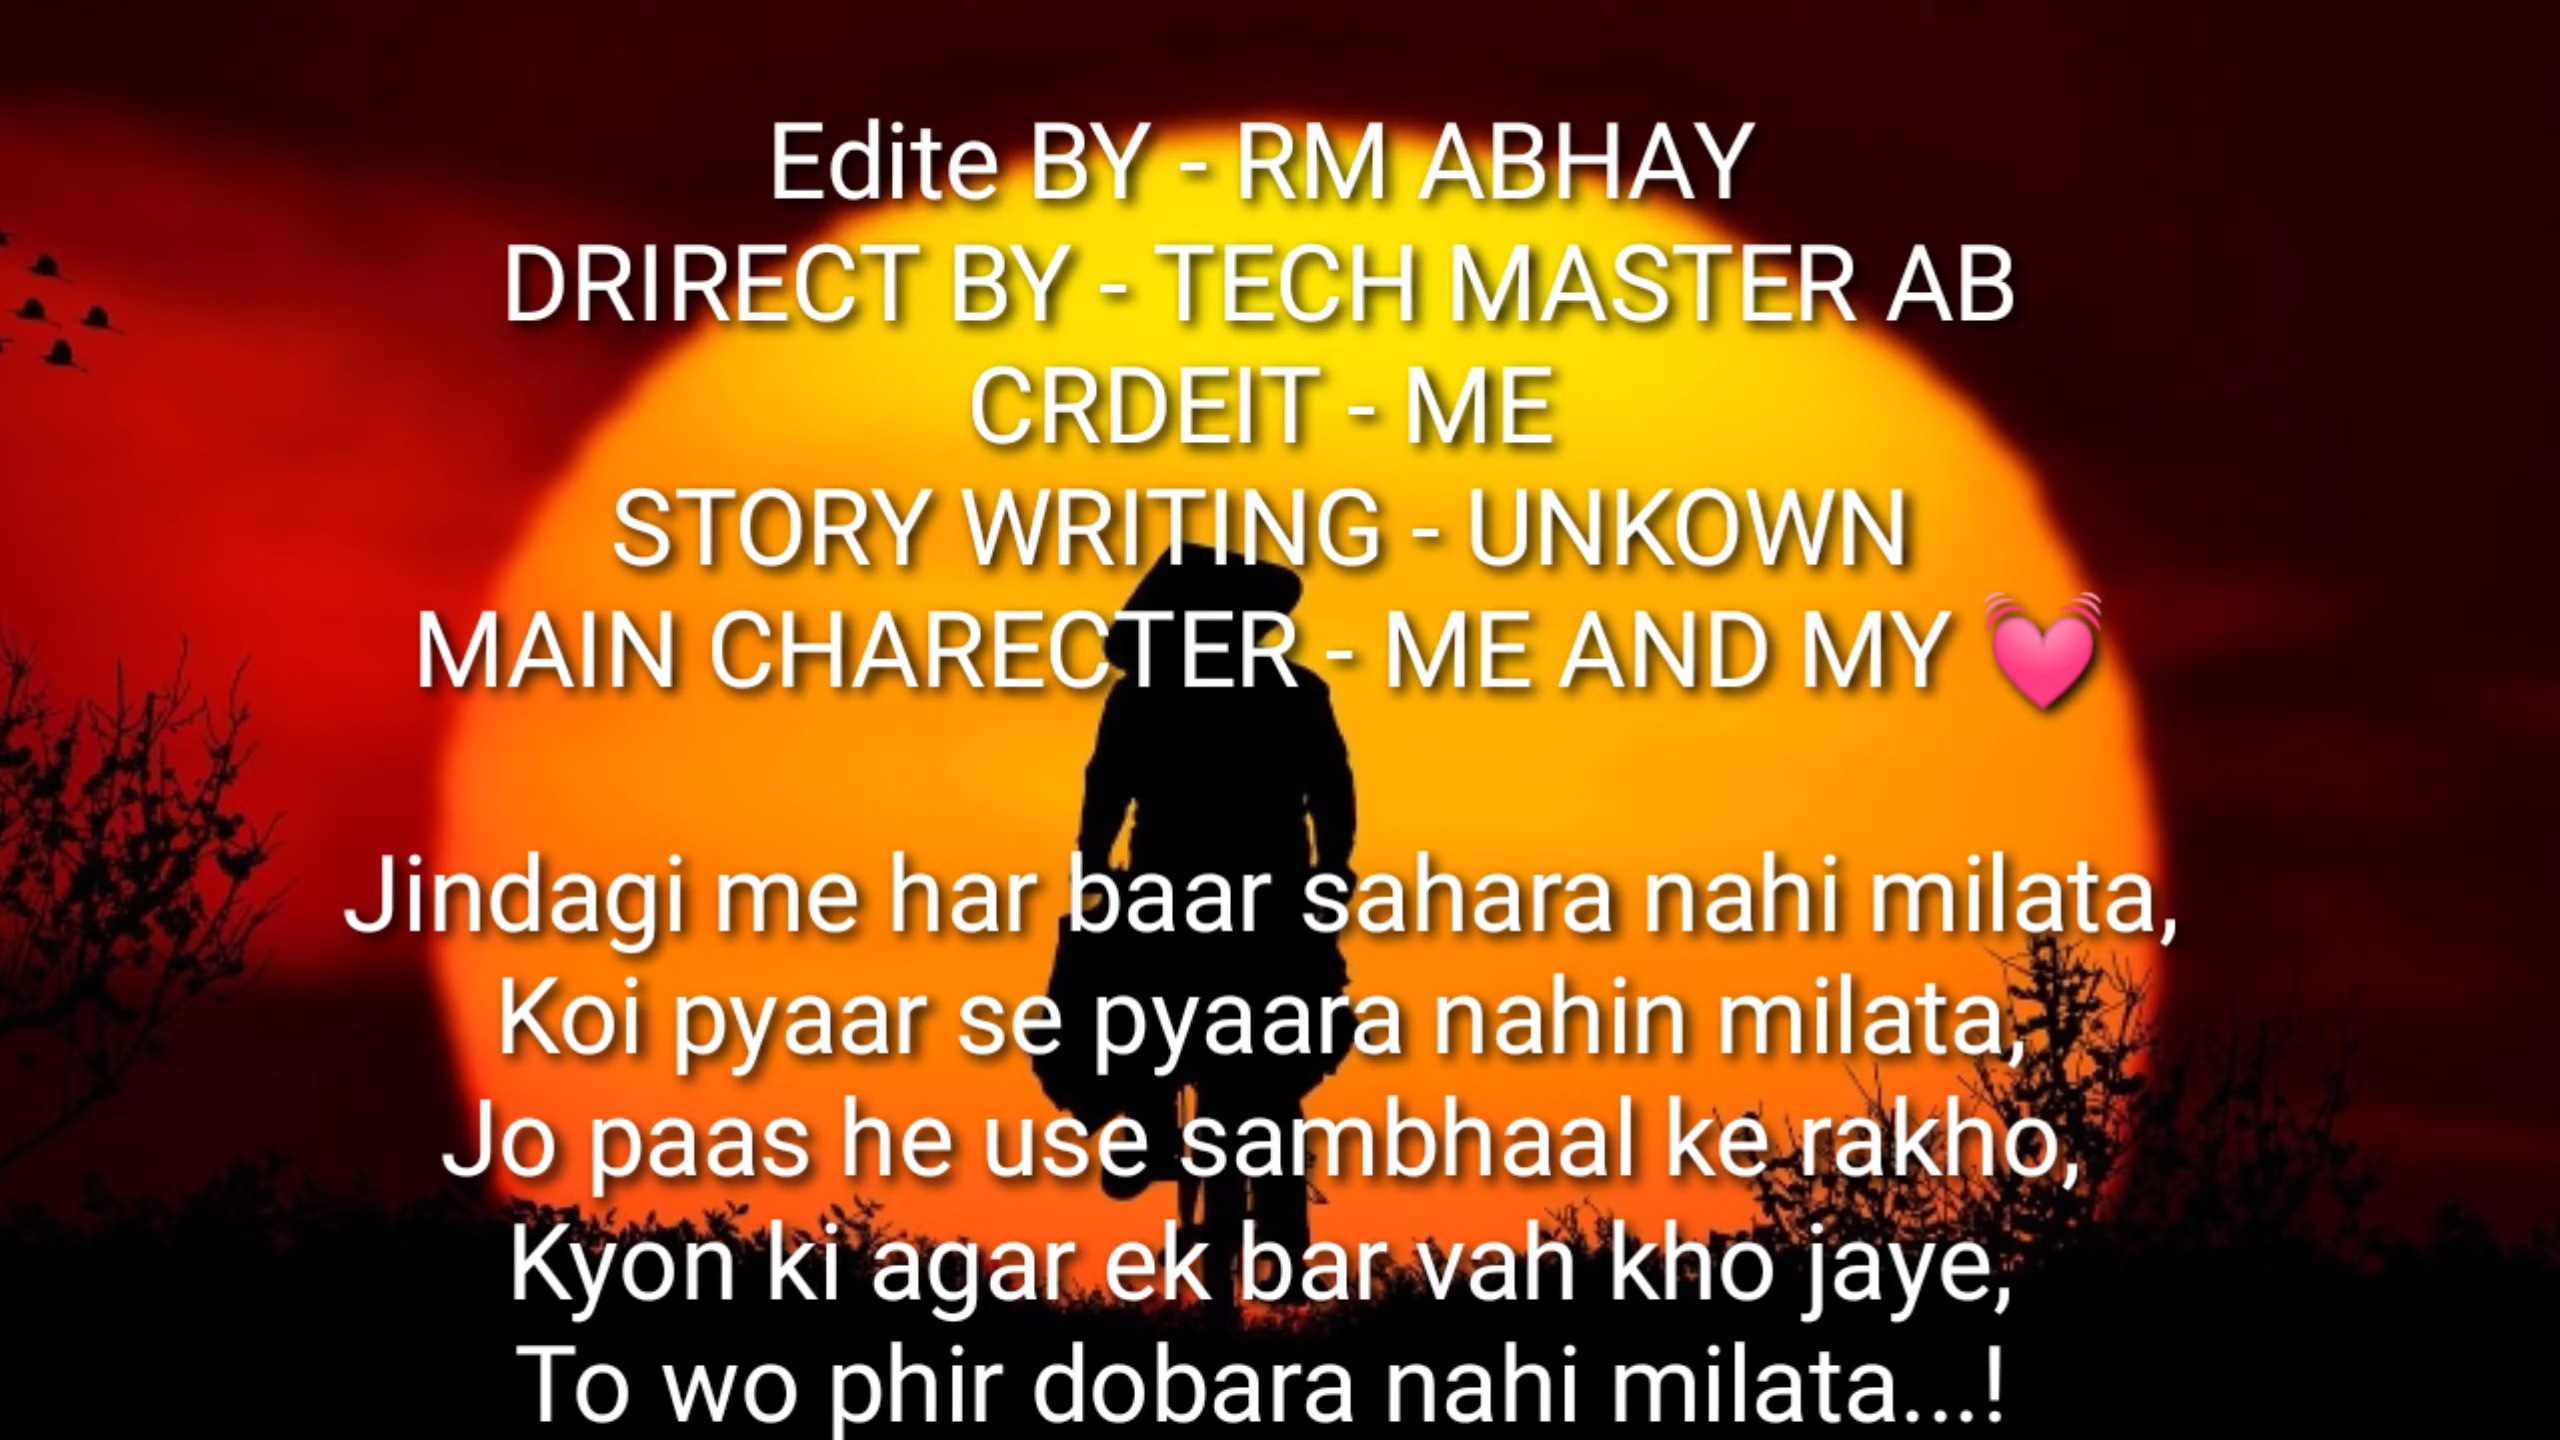 Edite BY - RM ABHAY
DRIRECT BY - TECH MASTER AB
CRDEIT - ME
STORY WRITING - UNKOWN
MAIN CHARECTER - ME AND MY 💓
Jindagi me har baar sahara nahi milata,
Koi pyaar se pyaara nahin milata,
Jo paas he use sambhaal ke rakho,
Kyon ki agar ek bar vah kho jaye,
To wo phir dobara nahi milata...!